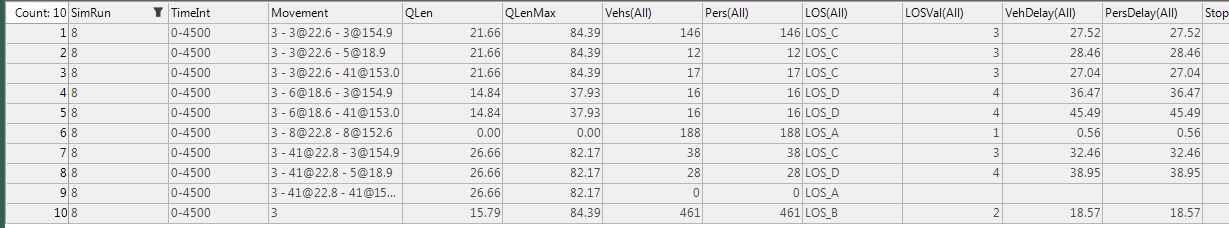 Count: 10 SimRun TimeInt Movement QLen QLenMax Vehs(All) Pers(All) LOS(All) LOSVal(All) VehDelay(All) PersDelay(All) Stop
1 8 0-4500 3 - 3@22.6 - 3@154.9 21.66 84.39 146 146 LOS_C 3 27.52 27.52
2 8 0-4500 3 - 3@22.6 - 5@18.9 21.66 84.39 12 12 LOS_C 3 28.46 28.46
3 8 0-4500 3 - 3@22.6 - 41@153.0 21.66 84.39 17 17 LOS_C 3 27.04 27.04
4 8 0-4500 3 - 6@18.6 - 3@154.9 14.84 37.93 16 16 LOS_D 4 36.47 36.47
5 8 0-4500 3 - 6@18.6 - 41@153.0 14.84 37.93 16 16 LOS_D 4 45.49 45.49
6 8 0-4500 3 - 8@22.8 - 8@152.6 0.00 0.00 188 188 LOS_A 1 0.56 0.56
7 8 0-4500 3 - 41@22.8 - 3@154.9 26.66 82.17 38 38 LOS_C 3 32.46 32.46
8 8 0-4500 3 - 41@22.8 - 5@18.9 26.66 82.17 28 28 LOS_D 4 38.95 38.95
9 8 0-4500 3 - 41@22.8 - 41@15... 26.66 82.17 0 0 LOS_A
10 8 0-4500 3 15.79 84.39 461 461 LOS_B 2 18.57 18.57